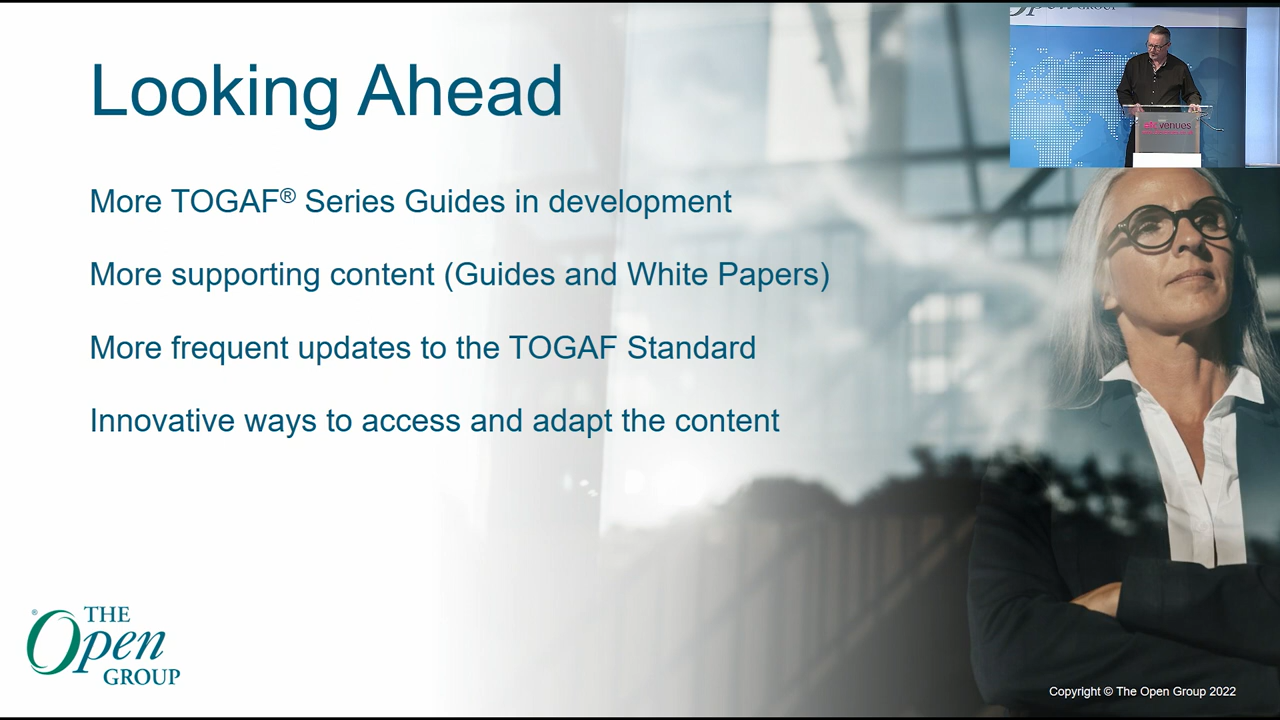 Looking Ahead
More TOGAF® Series Guides in development
More supporting content (Guides and White Papers)
More frequent updates to the TOGAF Standard
Innovative ways to access and adapt the content
® THE
Open
GROUP
venues
Copyright © The Open Group 2022